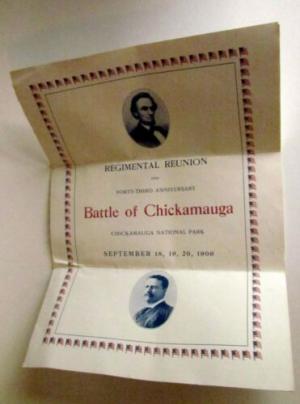 REGIMENTAL REUNION
AND
FORTY-THIRD ANNIVERSARY
Battle of Chickamauga
CHICKAMAUGA NATIONAL PARK
SEPTEMBER 18, 19, 20, 1906